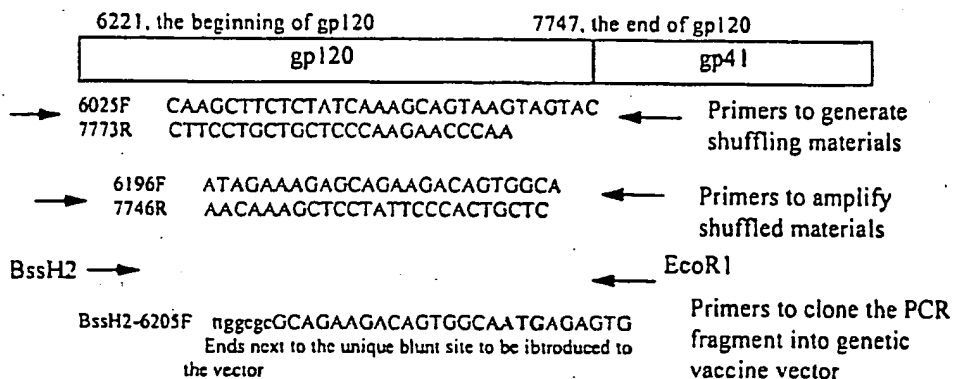 6221, the beginning of gp120 7747, the end of gp120
gp120 gp41
6025F CAAGCTTCTCTATCAAAGCAGTAAGTAGTAC
7773R CTTCCTGCTGCTCCCAAGAACCCAA
Primers to generate
shuffling materials
6196F ATAGAAAGAGCAGAAGACAGTGGCA
7746R AACAAAGCTCCTATTCCCACTGCTC
Primers to amplify
shuffled materials
BssH2 EcoR1
BssH2-6205F nggcgcGCAGAAGACAGTGGCAATGAGAGTG
Ends next to the unique blunt site to be ibtroduced to
the vector
Primers to clone the PCR
fragment into genetic
vaccine vector